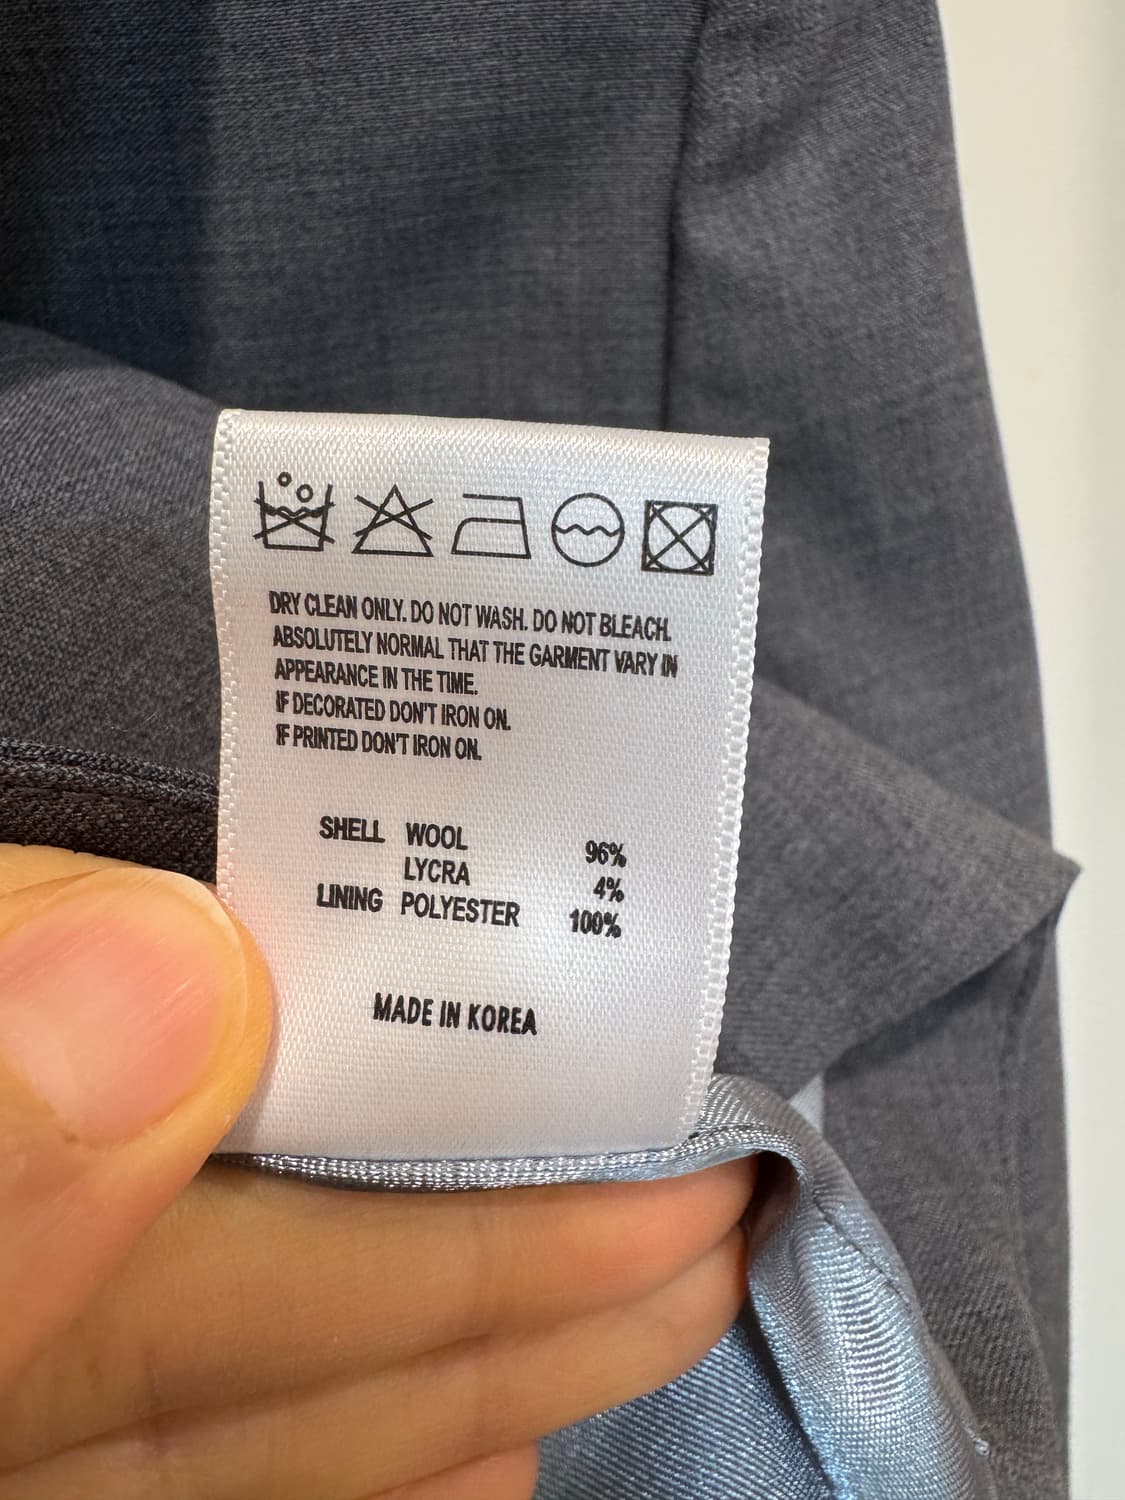 DRY CLEAN ONLY. DO NOT WASH. DO NOT BLEACH.
ABSOLUTELY NORMAL THAT THE GARMENT VARY IN
APPEARANCE IN THE TIME.
IF DECORATED DON'T IRON ON.
IF PRINTED DON'T IRON ON.
SHELL WOOL 96%
LYCRA 4%
LINING POLYESTER 100%
MADE IN KOREA